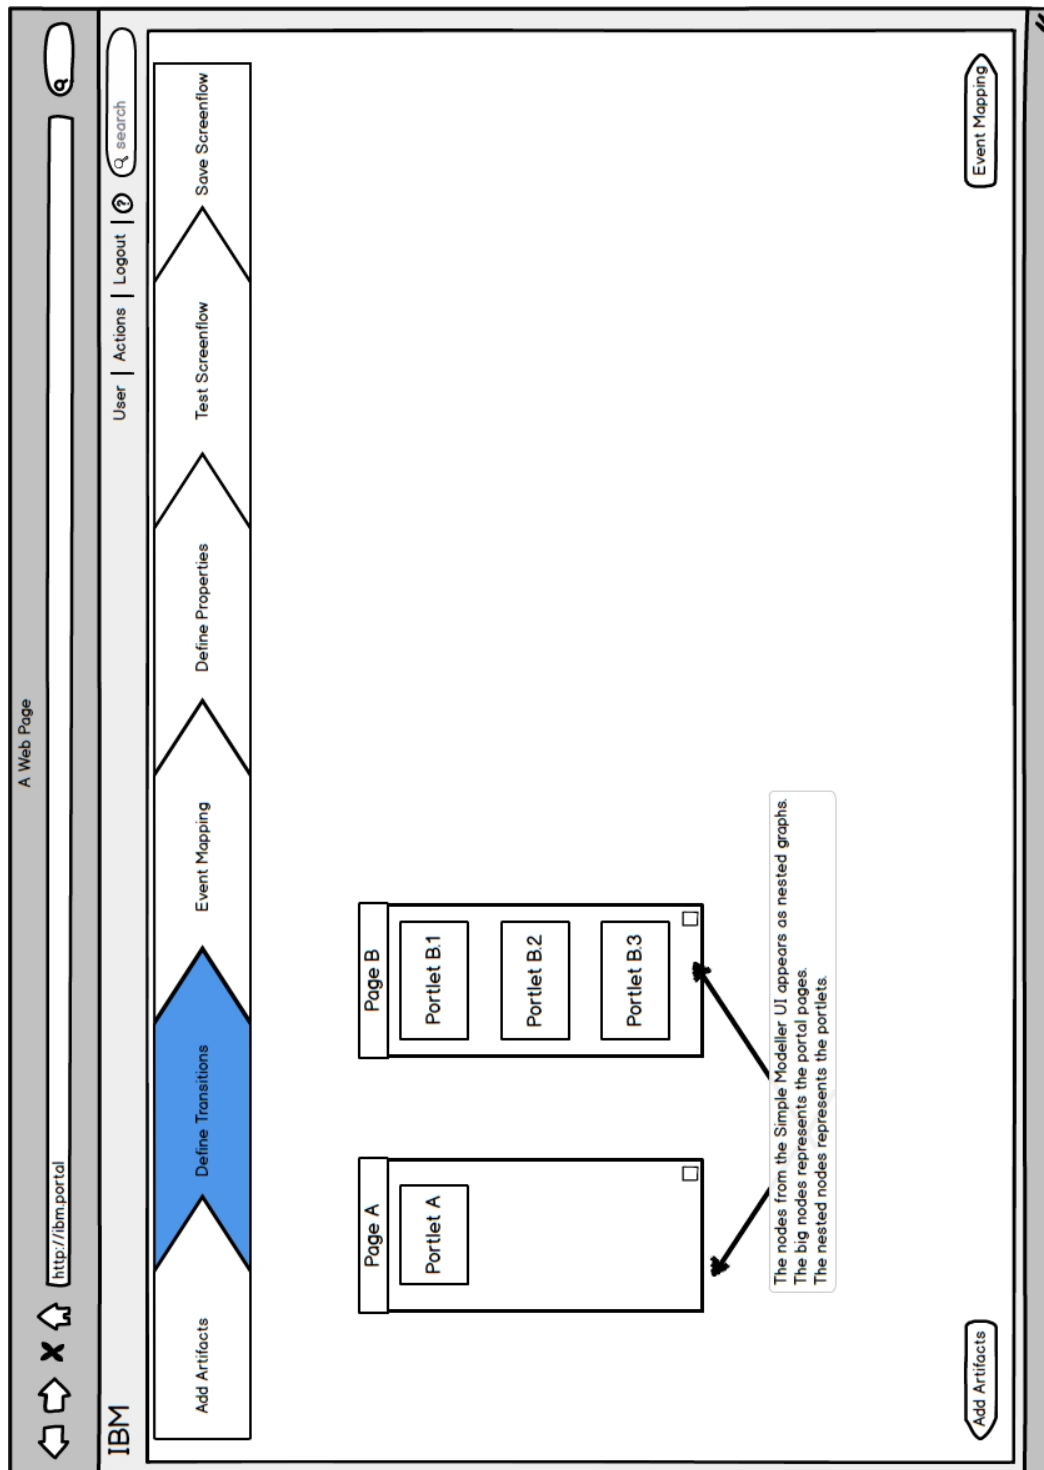 A Web Page
http://ibm.portal
IBM
User | Actions | Logout | ?
search
Add Artifacts
Define Transitions
Event Mapping
Define Properties
Test Screenflow
Save Screenflow
Page A
Portlet A
Page B
Portlet B.1
Portlet B.2
Portlet B.3
The nodes from the Simple Modeller UI appears as nested graphs.
The big nodes represents the portal pages.
The nested nodes represents the portlets.
Add Artifacts
Event Mapping